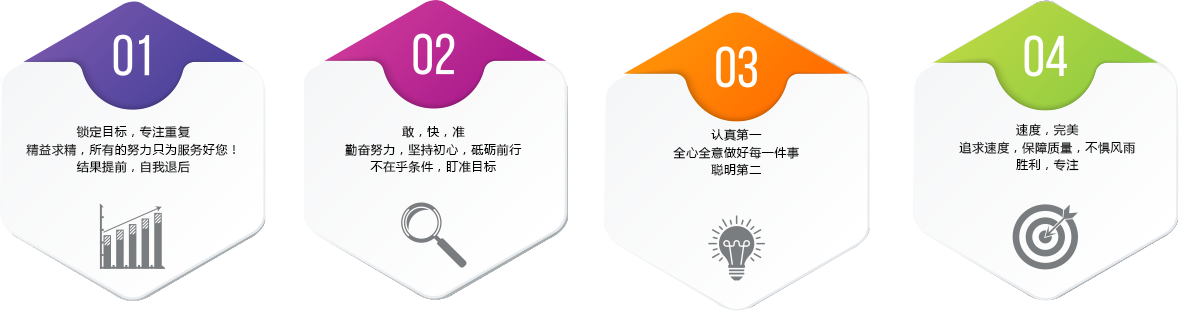 01
锁定目标，专注重复
精益求精，所有的努力只为服务好您！
结果提前，自我退后
02
敢，快，准
勤奋努力，坚持初心，砥砺前行
不在乎条件，盯准目标
03
认真第一
全心全意做好每一件事
聪明第二
04
速度，完美
追求速度，保障质量，不惧风雨
胜利，专注